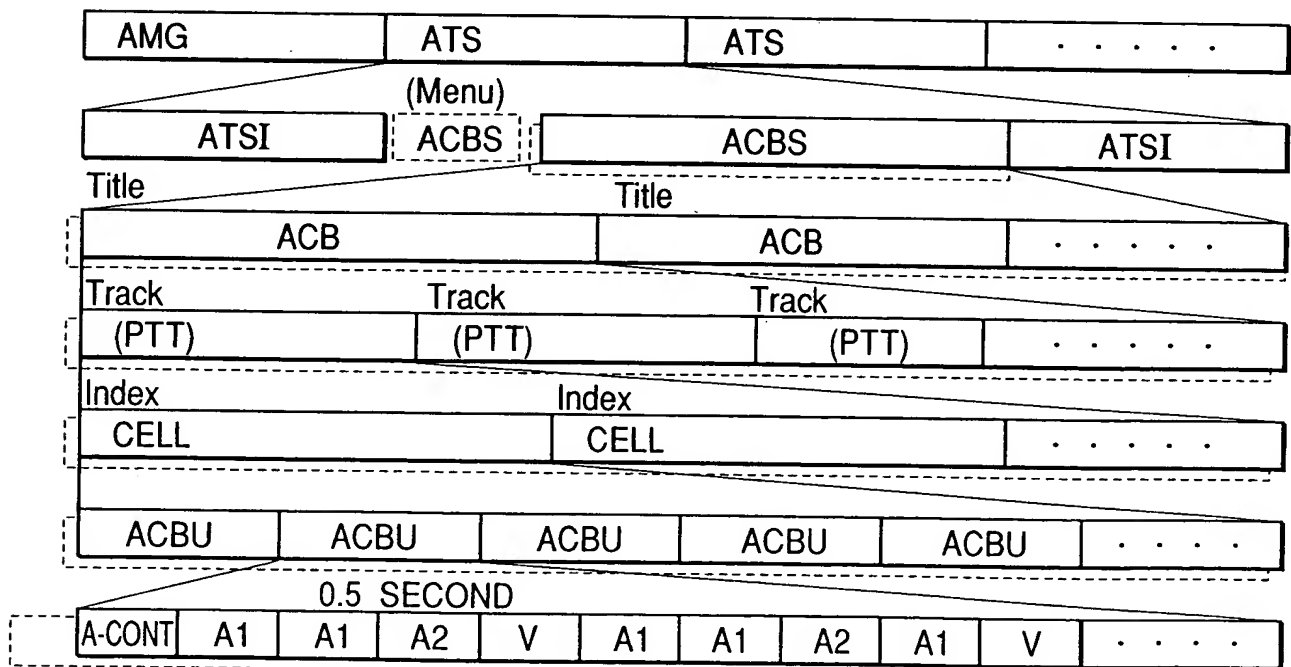 AMG ATS ATS . . . . .
(Menu)
ATSI ACBS ACBS ATSI
Title Title
ACB ACB . . . . .
Track Track Track
(PTT) (PTT) (PTT) . . . . .
Index Index
CELL CELL . . . . .
ACBU ACBU ACBU ACBU ACBU . . . .
0.5 SECOND
A-CONT A1 A1 A2 V A1 A1 A2 A1 V . . . .